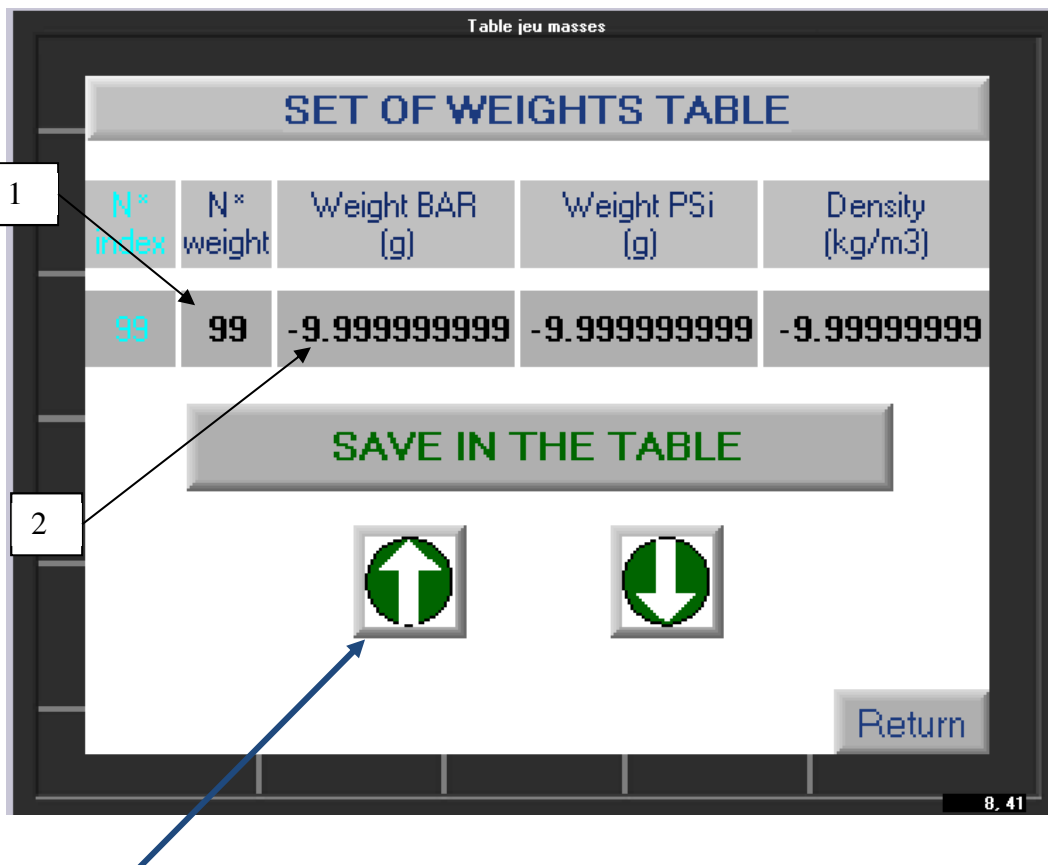 Table jeu masses
SET OF WEIGHTS TABLE
1
N* index N* weight Weight BAR (g) Weight PSi (g) Density (kg/m3)
99 99 -9.999999999 -9.999999999 -9.99999999
SAVE IN THE TABLE
2
Return
8, 41